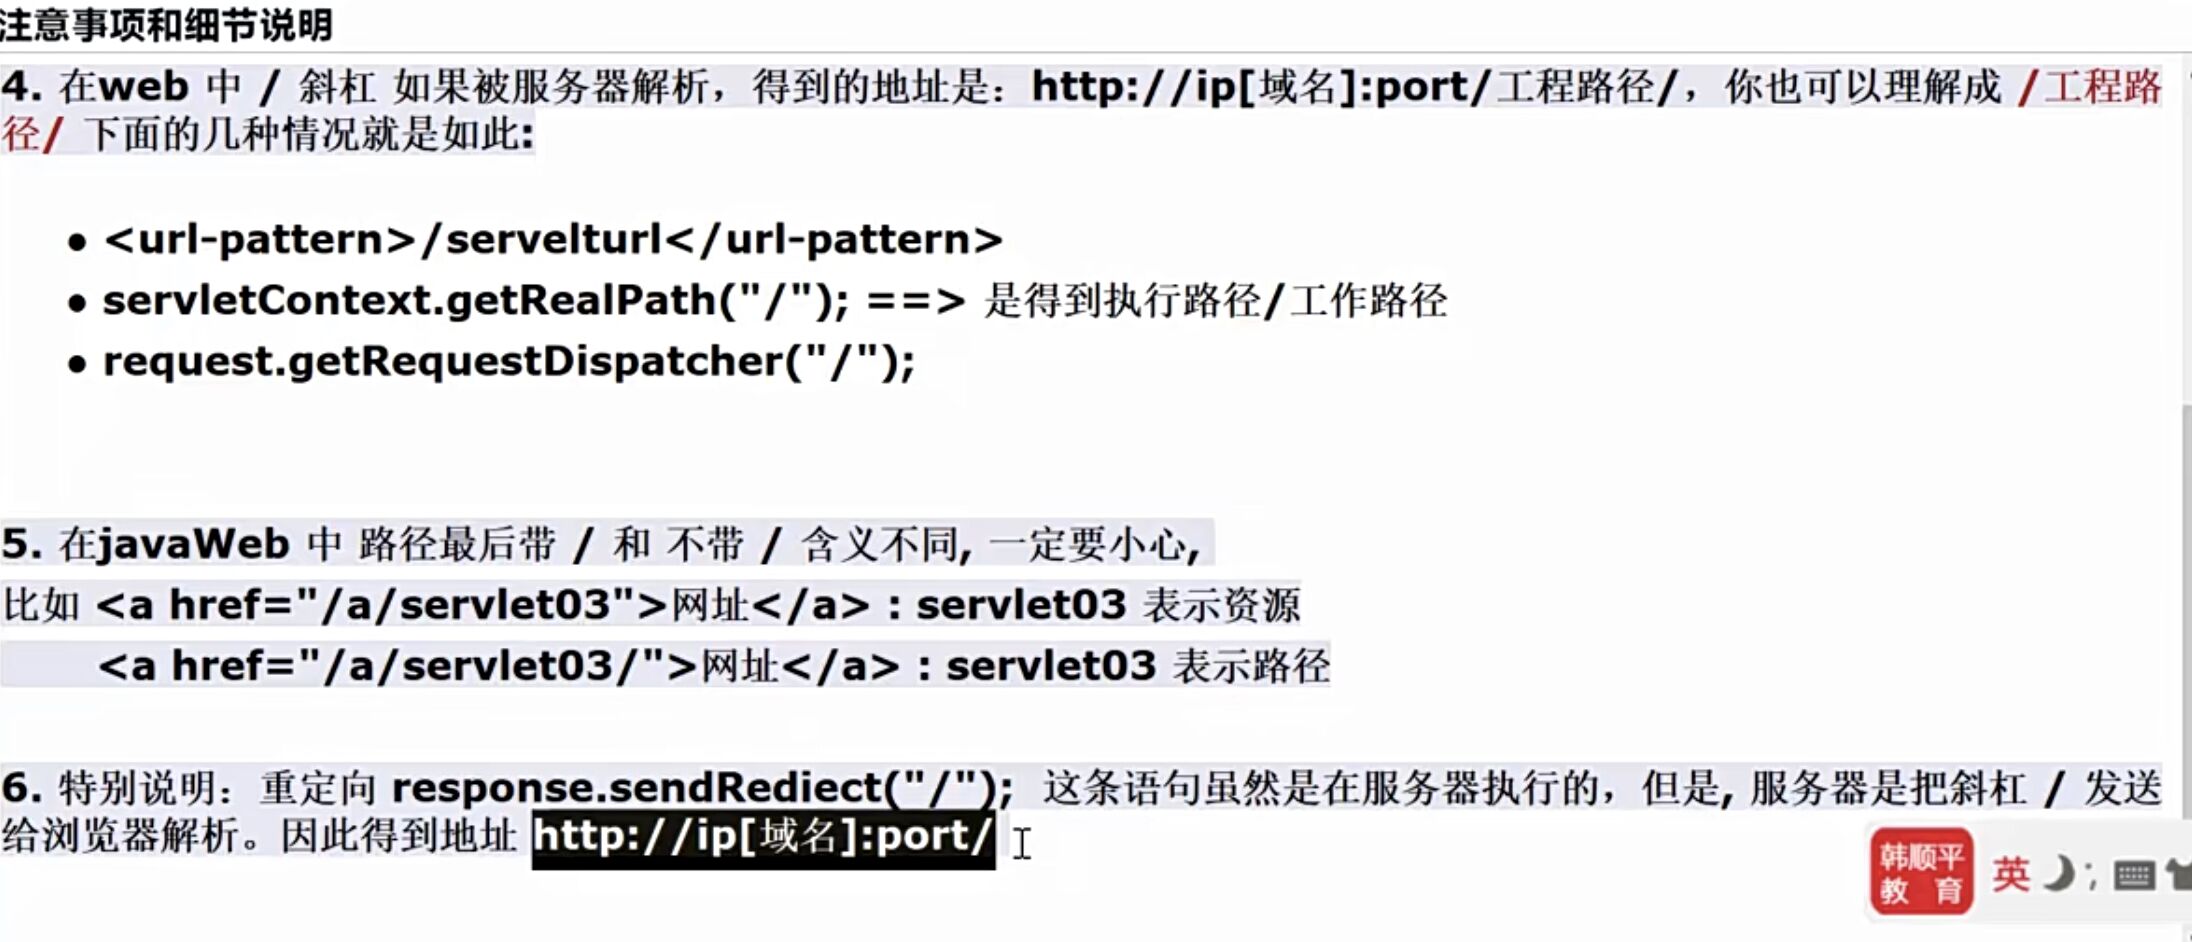 注意事项和细节说明
4. 在web 中 / 斜杠 如果被服务器解析，得到的地址是：http://ip[域名]:port/工程路径/，你也可以理解成 /工程路
径/ 下面的几种情况就是如此:
● <url-pattern>/servelturl</url-pattern>
● servletContext.getRealPath("/"); ==> 是得到执行路径/工作路径
● request.getRequestDispatcher("/");
5. 在javaWeb 中 路径最后带 / 和 不带 / 含义不同, 一定要小心,
比如 <a href="/a/servlet03">网址</a> : servlet03 表示资源
<a href="/a/servlet03/">网址</a> : servlet03 表示路径
6. 特别说明：重定向 response.sendRediect("/"); 这条语句虽然是在服务器执行的，但是, 服务器是把斜杠 / 发送
给浏览器解析。因此得到地址 http://ip[域名]:port/
韩顺平
教 育
英